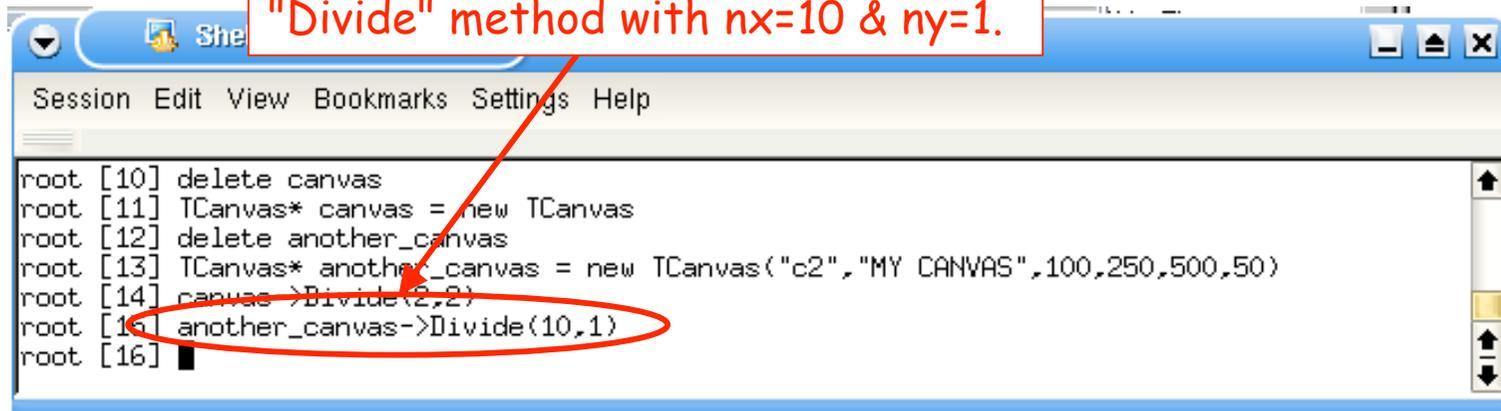 "Divide" method with nx=10 & ny=1.
She
Session Edit View Bookmarks Settings Help
root [10] delete canvas
root [11] TCanvas* canvas = new TCanvas
root [12] delete another_canvas
root [13] TCanvas* another_canvas = new TCanvas("c2","MY CANVAS",100,250,500,50)
root [14] canvas->Divide(2,2)
root [15] another_canvas->Divide(10,1)
root [16]